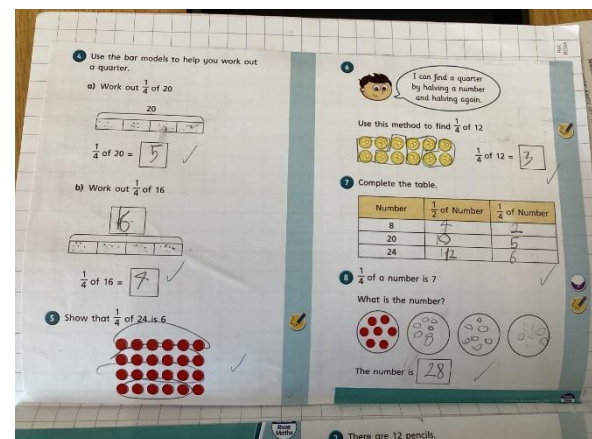 4 Use the bar models to help you work out
a quarter.
a) Work out 1/4 of 20
20
1/4 of 20 = 5
b) Work out 1/4 of 16
16
1/4 of 16 = 4
5 Show that 1/4 of 24 is 6
6
I can find a quarter
by halving a number
and halving again.
Use this method to find 1/4 of 12
1/4 of 12 = 3
7 Complete the table.
Number 1/2 of Number 1/4 of Number
8 4 2
20 10 5
24 12 6
8 1/4 of a number is 7
What is the number?
The number is 28
Rose
Maths
2 There are 12 pencils.